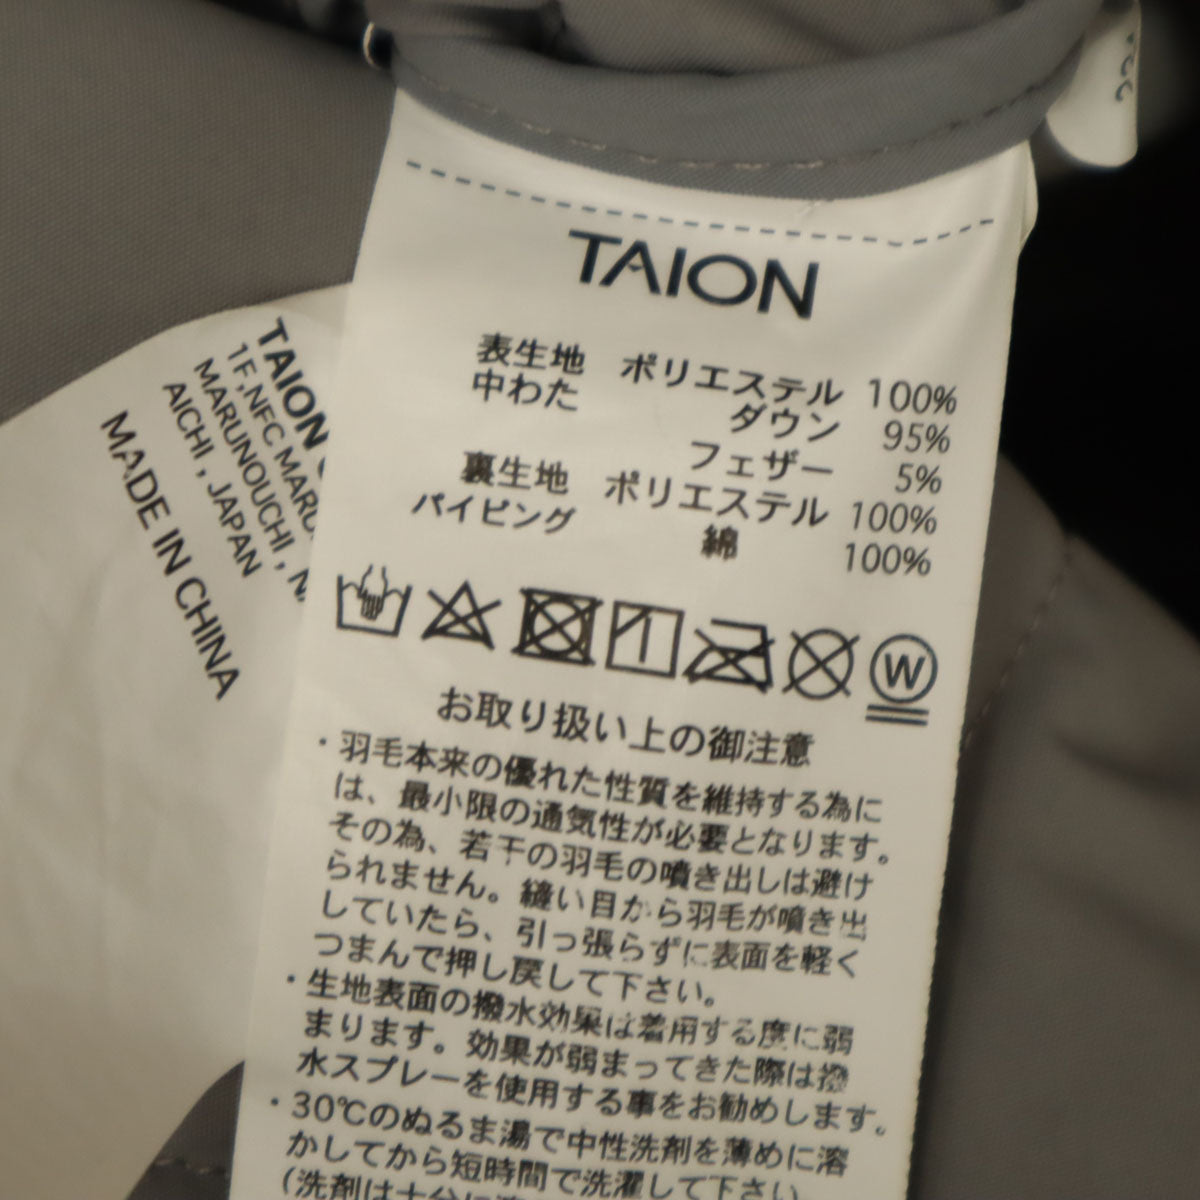 TAION
表生地 ポリエステル 100%
中わた ダウン 95%
フェザー 5%
裏生地 ポリエステル 100%
パイピング 綿 100%
W
お取り扱い上の御注意
・羽毛本来の優れた性質を維持する為に
は、最小限の通気性が必要となります。
その為、若干の羽毛の噴き出しは避け
られません。縫い目から羽毛が噴き出
していたら、引っ張らずに表面を軽く
つまんで押し戻して下さい。
・生地表面の撥水効果は着用する度に弱
まります。効果が弱まってきた際は撥
水スプレーを使用する事をお勧めします。
・30℃のぬるま湯で中性洗剤を薄めに溶
かしてから短時間で洗濯して下さい
(洗剤は十分に
TAION
1F,NFC
MARUNOUCHI,
AICHI, JAPAN
MADE IN CHINA